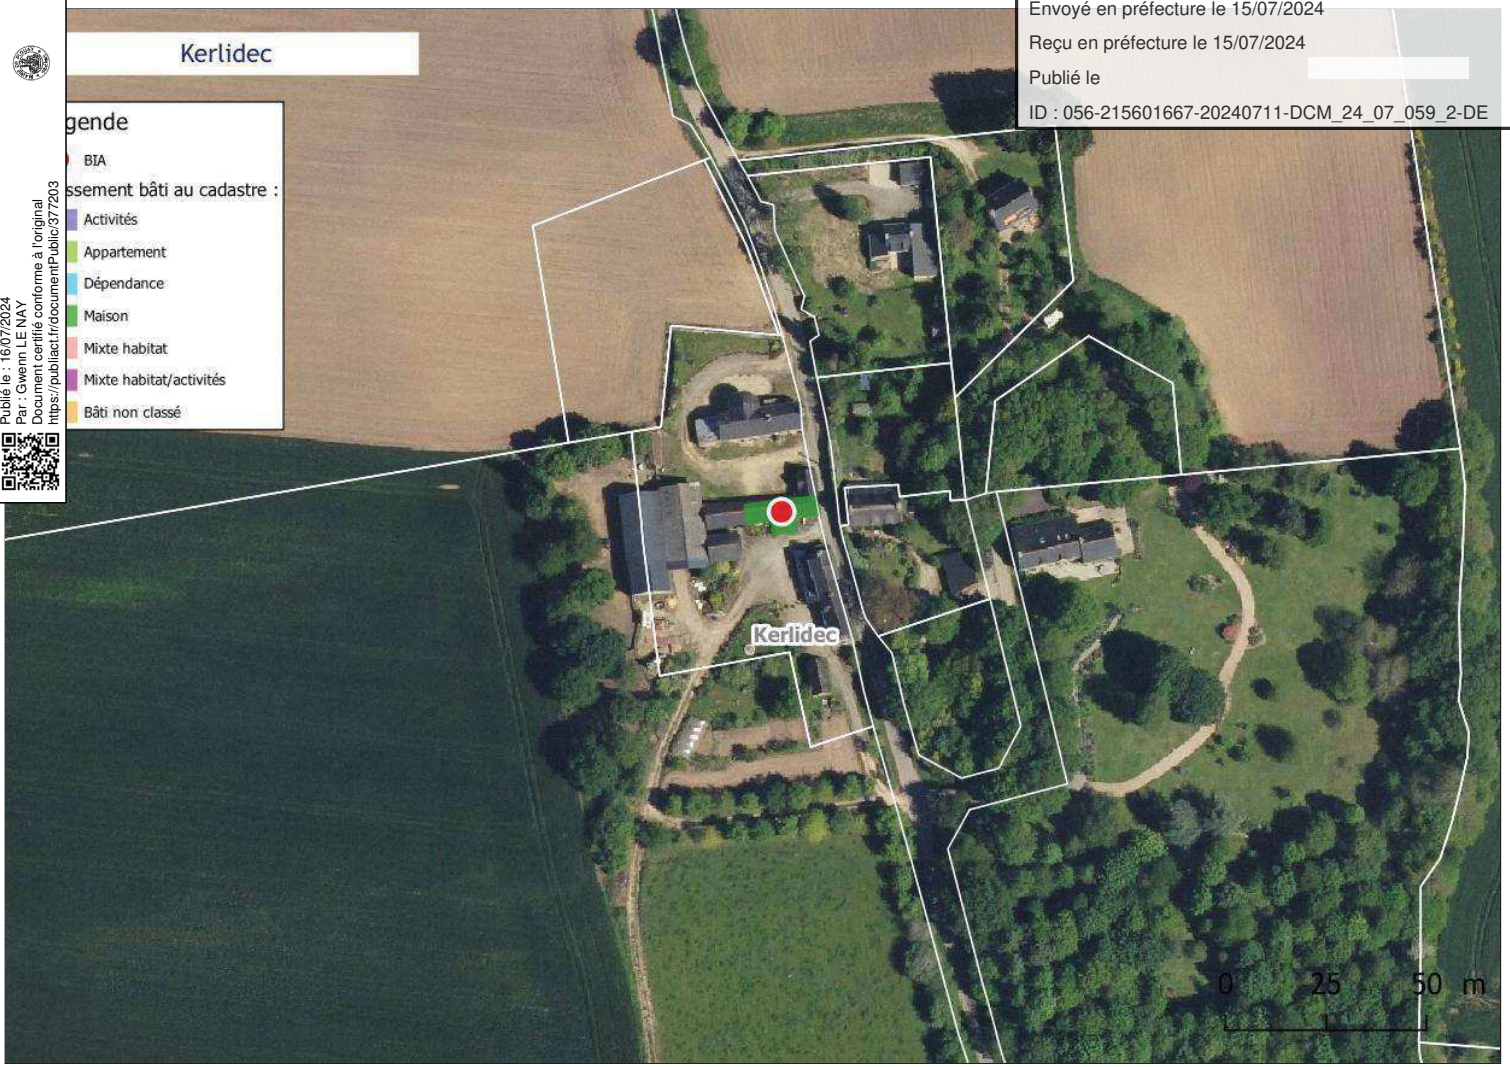 Envoyé en préfecture le 15/07/2024
Reçu en préfecture le 15/07/2024
Publié le
ID : 056-215601667-20240711-DCM_24_07_059_2-DE
Kerlidec
gende
BIA
ssement bâti au cadastre :
Activités
Appartement
Dépendance
Maison
Mixte habitat
Mixte habitat/activités
Bâti non classé
Publié le : 16/07/2024
Par : Gwenn LE NAY
Document certifié conforme à l'original
https://publiact.fr/documentPublic/377203
Kerlidec
0 25 50 m